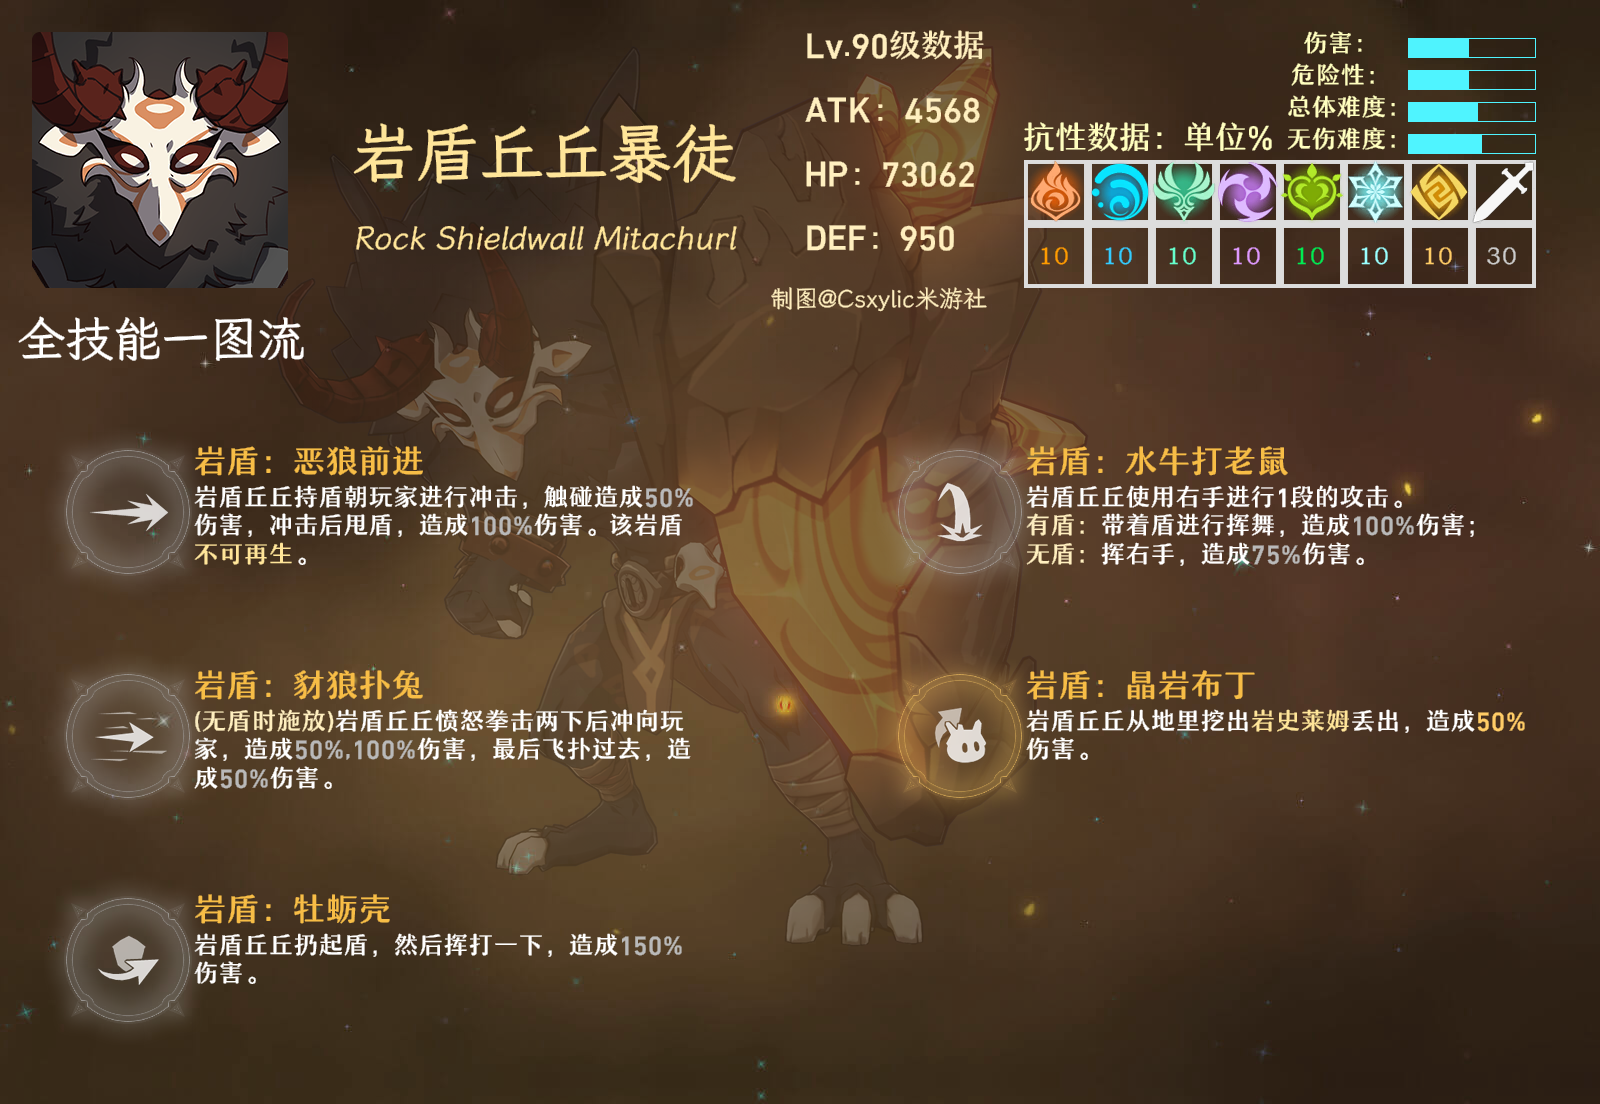 岩盾丘丘暴徒
Rock Shieldwall Mitachurl
Lv.90级数据
ATK：4568
HP：73062
DEF：950
制图@Csxylic米游社
伤害：
危险性：
总体难度：
无伤难度：
抗性数据：单位%
10 10 10 10 10 10 10 30
全技能一图流
岩盾：恶狼前进
岩盾丘丘持盾朝玩家进行冲击，触碰造成50%
伤害，冲击后甩盾，造成100%伤害。该岩盾
不可再生。
岩盾：水牛打老鼠
岩盾丘丘使用右手进行1段的攻击。
有盾：带着盾进行挥舞，造成100%伤害；
无盾：挥右手，造成75%伤害。
岩盾：豺狼扑兔
(无盾时施放)岩盾丘丘愤怒拳击两下后冲向玩
家，造成50%,100%伤害，最后飞扑过去，造
成50%伤害。
岩盾：晶岩布丁
岩盾丘丘从地里挖出岩史莱姆丢出，造成50%
伤害。
岩盾：牡蛎壳
岩盾丘丘扔起盾，然后挥打一下，造成150%
伤害。